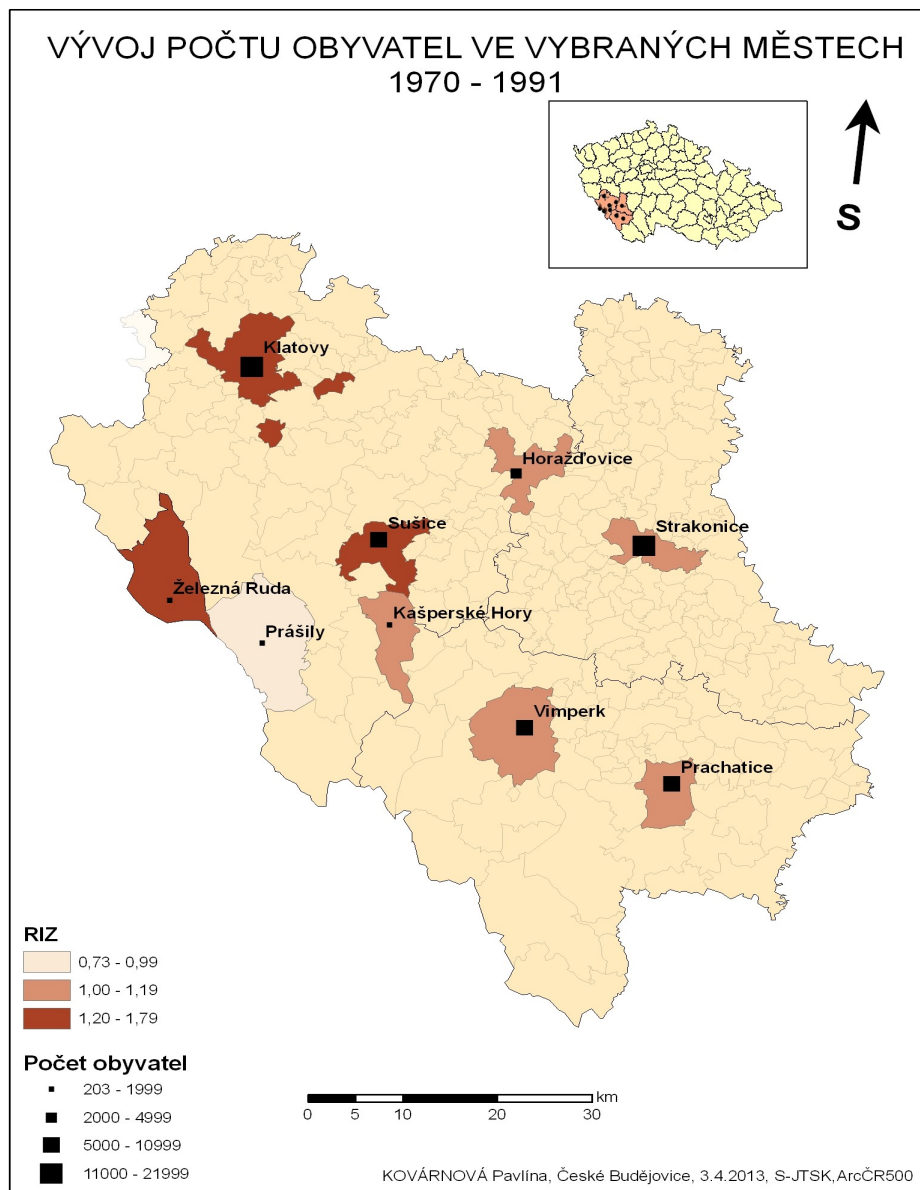 VÝVOJ POČTU OBYVATEL VE VYBRANÝCH MĚSTECH
1970 - 1991
S
Klatovy
Horažďovice
Sušice
Strakonice
Železná Ruda
Kašperské Hory
Prášily
Vimperk
Prachatice
RIZ
0,73 - 0,99
1,00 - 1,19
1,20 - 1,79
Počet obyvatel
203 - 1999
2000 - 4999
5000 - 10999
11000 - 21999
km
0 5 10 20 30
KOVÁRNOVÁ Pavlína, České Budějovice, 3.4.2013, S-JTSK,ArcČR500